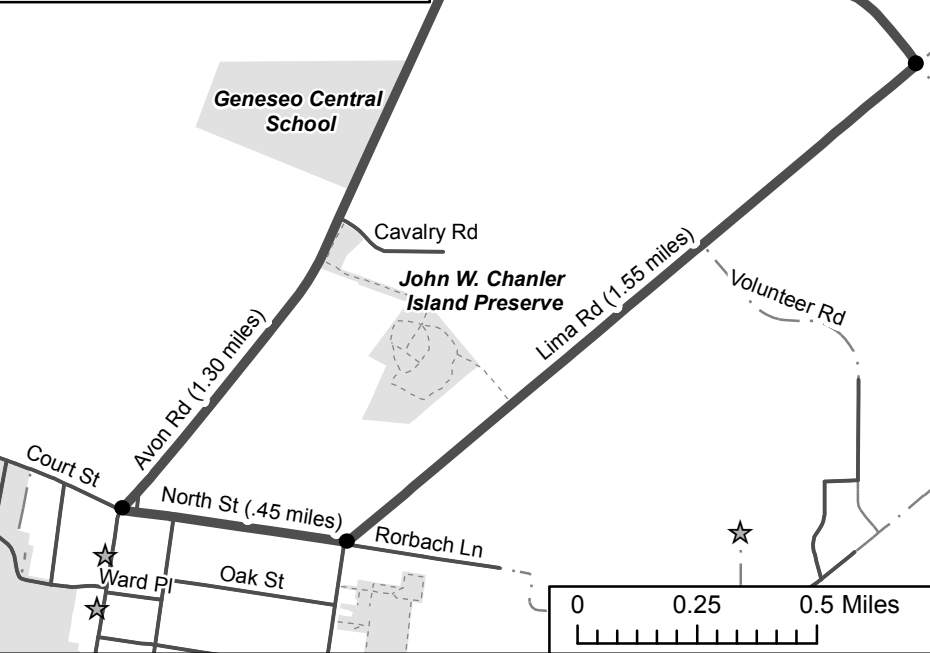 Geneseo Central
School
Cavalry Rd
John W. Chanler
Island Preserve
Lima Rd (1.55 miles)
Volunteer Rd
Avon Rd (1.30 miles)
Court St
North St (.45 miles)
Rorbach Ln
Ward Pl
Oak St
0 0.25 0.5 Miles